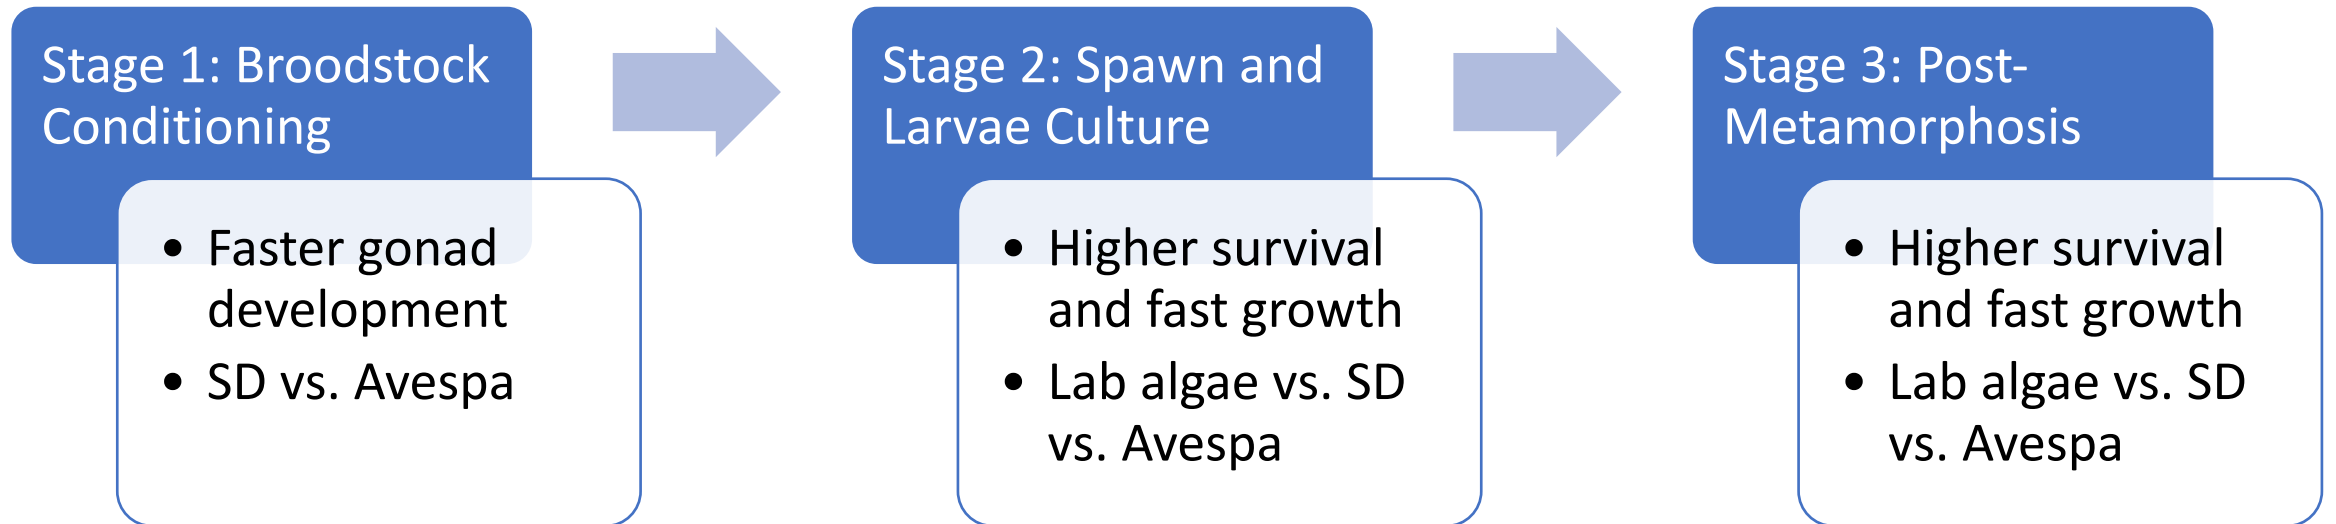 Stage 1: Broodstock
Conditioning
• Faster gonad
development
• SD vs. Avespa
Stage 2: Spawn and
Larvae Culture
• Higher survival
and fast growth
• Lab algae vs. SD
vs. Avespa
Stage 3: Post-
Metamorphosis
• Higher survival
and fast growth
• Lab algae vs. SD
vs. Avespa